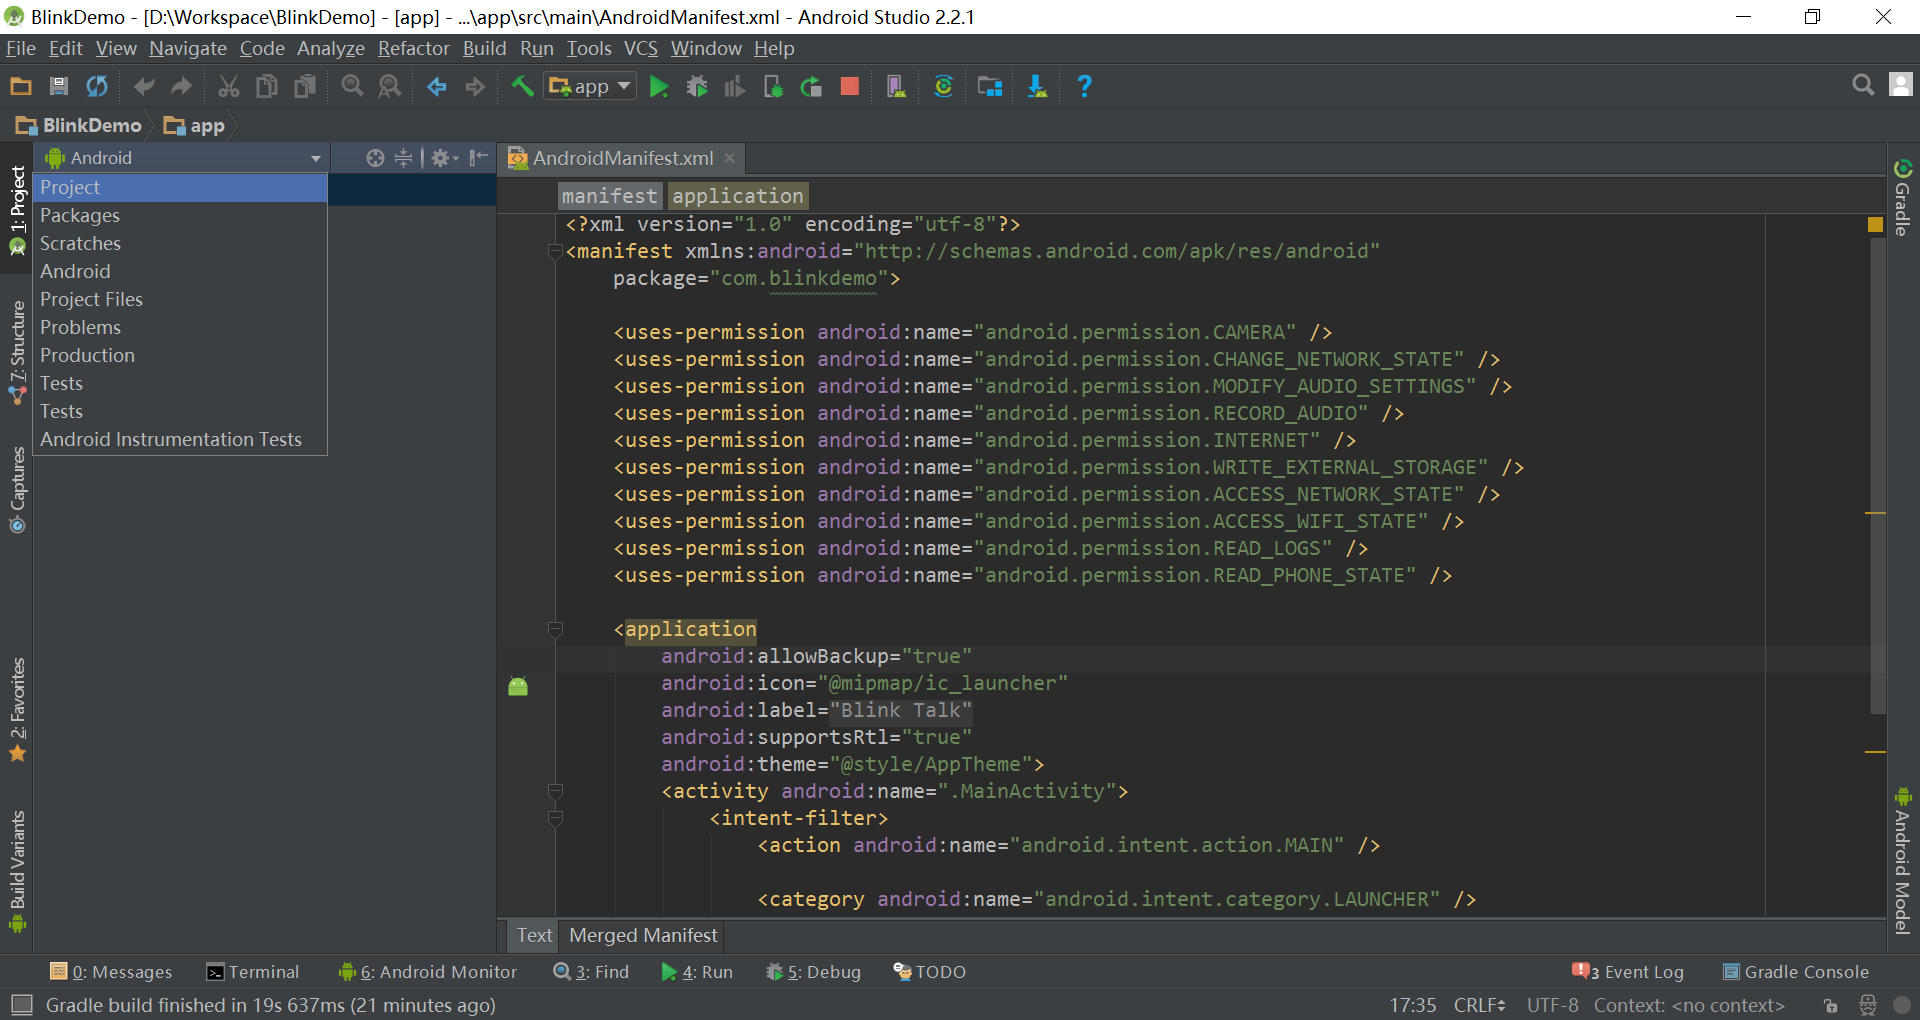 BlinkDemo - [D:\Workspace\BlinkDemo] - [app] - ...\app\src\main\AndroidManifest.xml - Android Studio 2.2.1
File Edit View Navigate Code Analyze Refactor Build Run Tools VCS Window Help
app
BlinkDemo app
Android
AndroidManifest.xml
Project
Packages
Scratches
Android
Project Files
Problems
Production
Tests
Tests
Android Instrumentation Tests
1: Project
7: Structure
Captures
2: Favorites
Build Variants
manifest application
<?xml version="1.0" encoding="utf-8"?>
<manifest xmlns:android="http://schemas.android.com/apk/res/android"
package="com.blinkdemo">
<uses-permission android:name="android.permission.CAMERA" />
<uses-permission android:name="android.permission.CHANGE_NETWORK_STATE" />
<uses-permission android:name="android.permission.MODIFY_AUDIO_SETTINGS" />
<uses-permission android:name="android.permission.RECORD_AUDIO" />
<uses-permission android:name="android.permission.INTERNET" />
<uses-permission android:name="android.permission.WRITE_EXTERNAL_STORAGE" />
<uses-permission android:name="android.permission.ACCESS_NETWORK_STATE" />
<uses-permission android:name="android.permission.ACCESS_WIFI_STATE" />
<uses-permission android:name="android.permission.READ_LOGS" />
<uses-permission android:name="android.permission.READ_PHONE_STATE" />
<application
android:allowBackup="true"
android:icon="@mipmap/ic_launcher"
android:label="Blink Talk"
android:supportsRtl="true"
android:theme="@style/AppTheme">
<activity android:name=".MainActivity">
<intent-filter>
<action android:name="android.intent.action.MAIN" />
<category android:name="android.intent.category.LAUNCHER" />
Gradle
Android Model
Text Merged Manifest
0: Messages Terminal 6: Android Monitor 3: Find 4: Run 5: Debug TODO 3 Event Log Gradle Console
Gradle build finished in 19s 637ms (21 minutes ago) 17:35 CRLF UTF-8 Context: <no context>